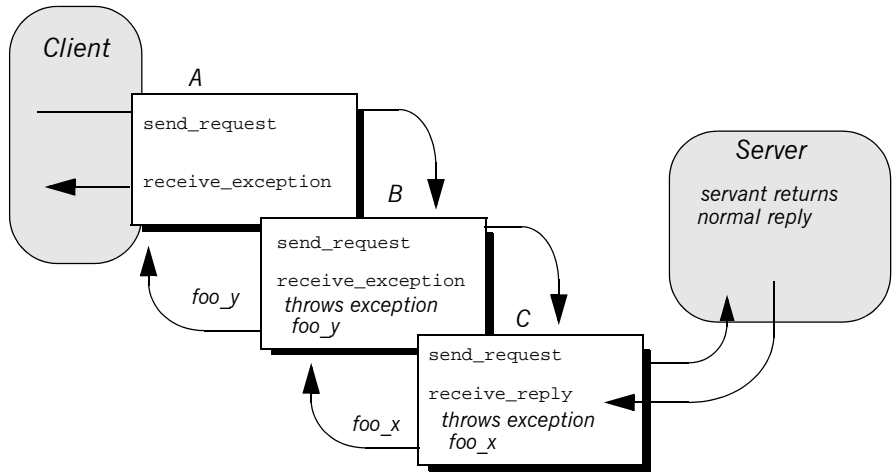 Client
A
send_request
receive_exception
B
send_request
receive_exception
throws exception
foo_y
foo_y
C
send_request
receive_reply
throws exception
foo_x
foo_x
Server
servant returns
normal reply